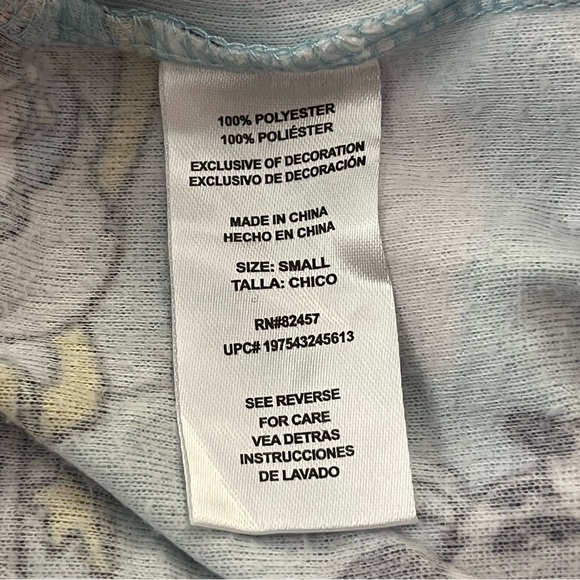 100% POLYESTER
100% POLIÉSTER
EXCLUSIVE OF DECORATION
EXCLUSIVO DE DECORACIÓN
MADE IN CHINA
HECHO EN CHINA
SIZE: SMALL
TALLA: CHICO
RN#82457
UPC# 197543245613
SEE REVERSE
FOR CARE
VEA DETRAS
INSTRUCCIONES
DE LAVADO